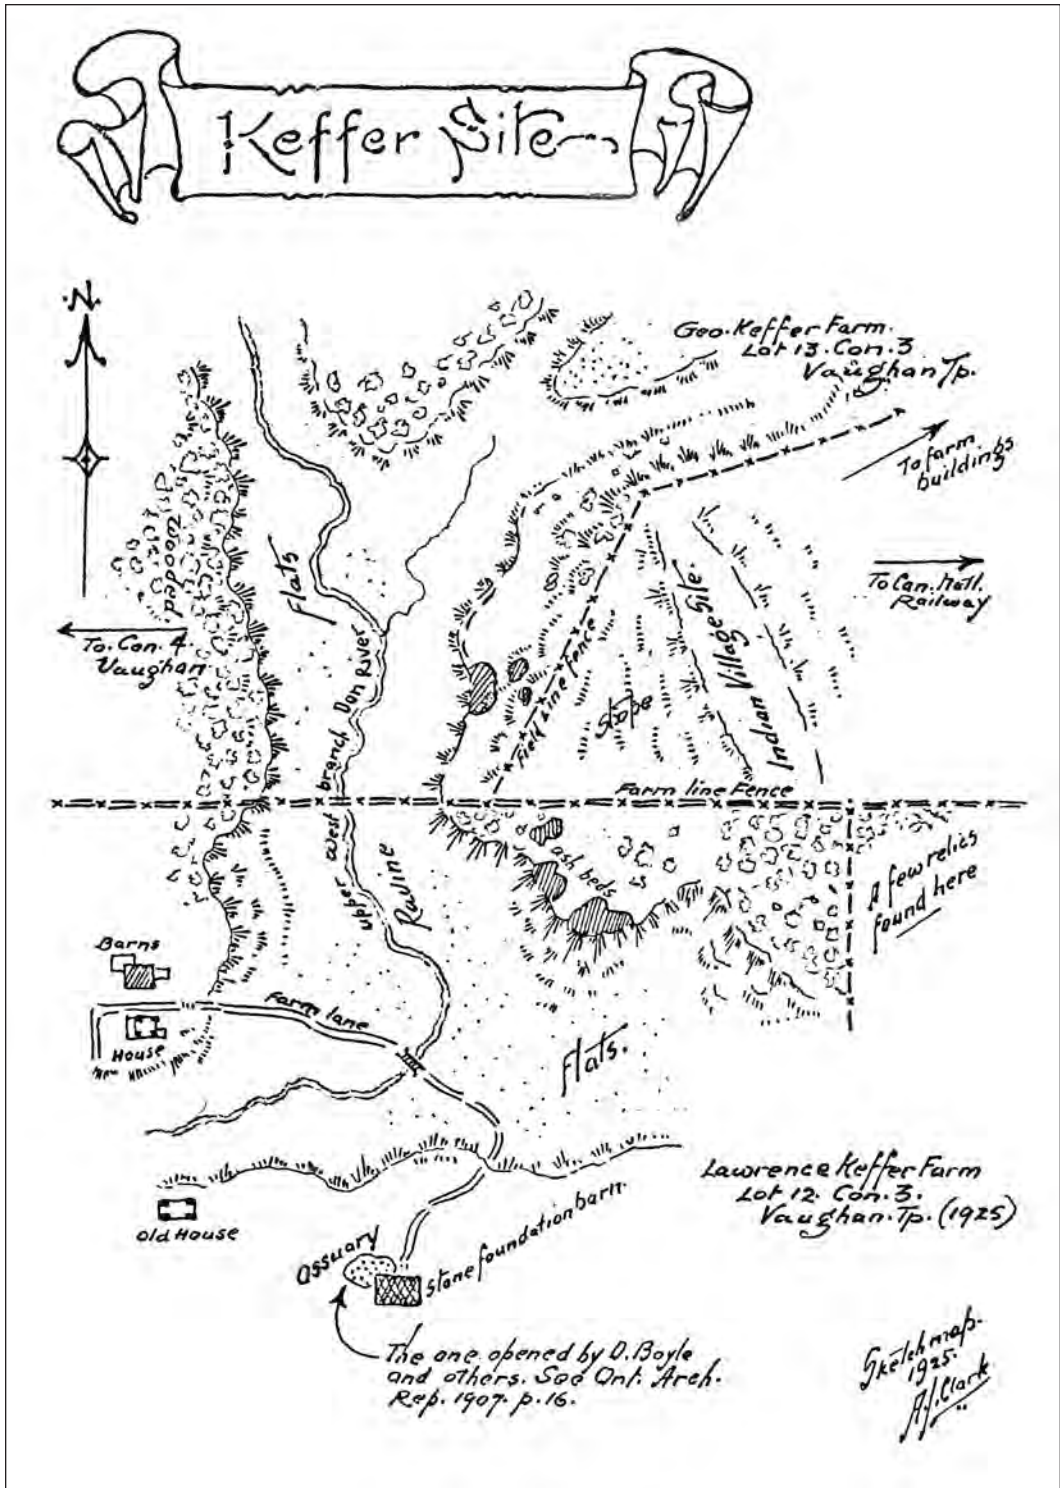 Keffer Site
N.
Geo. Keffer Farm.
Lot 13. Con. 3
Vaughan Tp.
To farm
buildings
To Can. Natl.
Railway
Wooded
Flats
To. Con. 4.
Vaughan
Upper West branch Don River
Field Line fence
Slope
Indian Village Site.
Farm line Fence
Ravine
ash beds
A few relics
found here
Barns
Farm lane
House
Flats.
Lawrence Keffer Farm
Lot 12. Con. 3.
Vaughan. Tp. (1925)
Old House
Ossuary
Stone foundation barn.
The one opened by D. Boyle
and others. See Ont. Arch.
Rep. 1907. p. 16.
Sketch map.
1925.
A.J. Clark